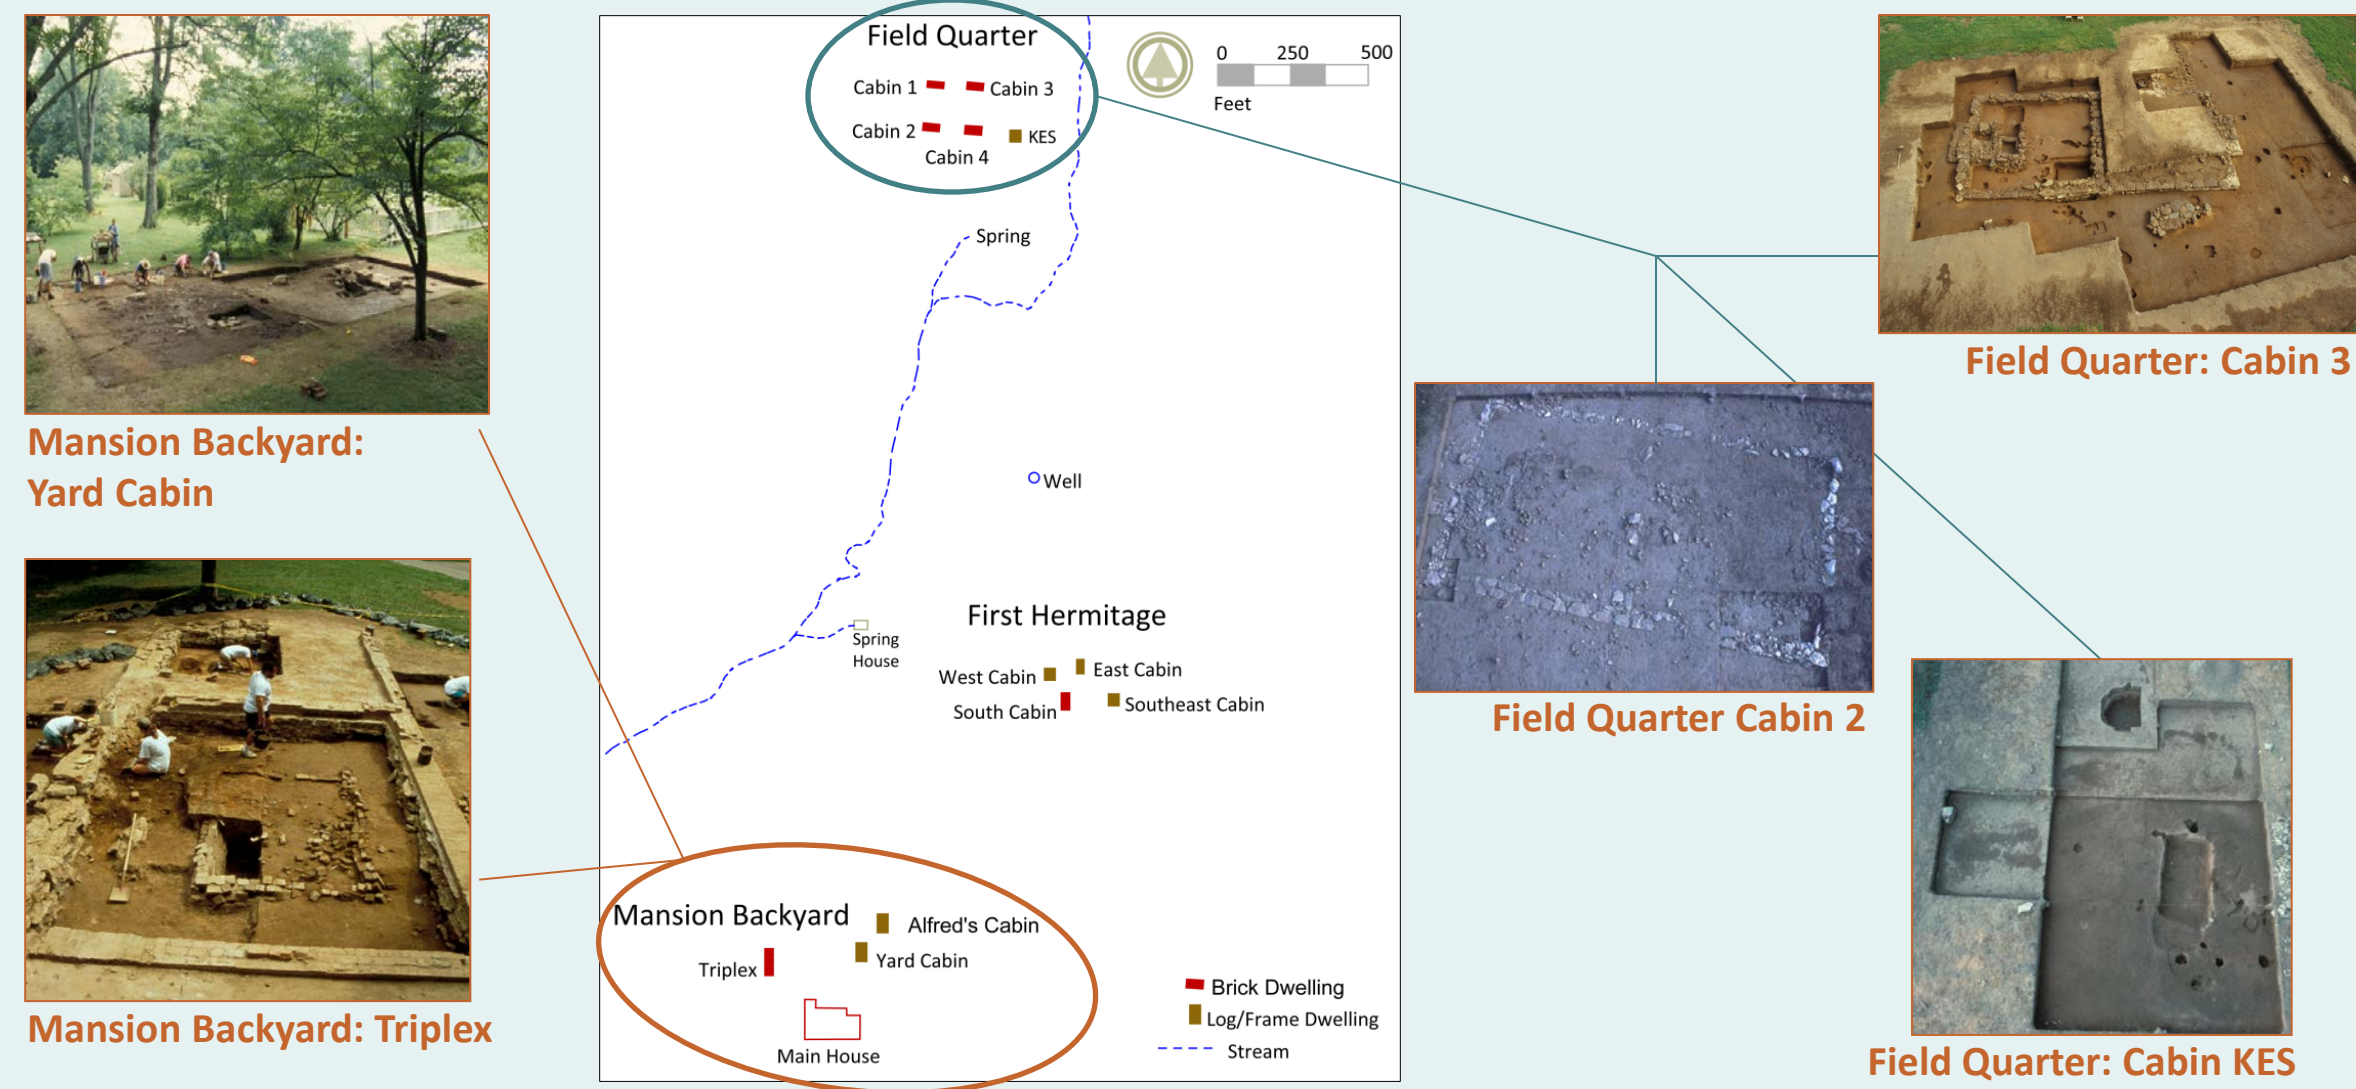 Mansion Backyard:
Yard Cabin
Mansion Backyard: Triplex
Field Quarter
Cabin 1
Cabin 3
Cabin 2
Cabin 4
KES
0 250 500
Feet
Spring
Well
Spring
House
First Hermitage
West Cabin
East Cabin
South Cabin
Southeast Cabin
Mansion Backyard
Alfred's Cabin
Yard Cabin
Triplex
Main House
Brick Dwelling
Log/Frame Dwelling
Stream
Field Quarter: Cabin 3
Field Quarter Cabin 2
Field Quarter: Cabin KES